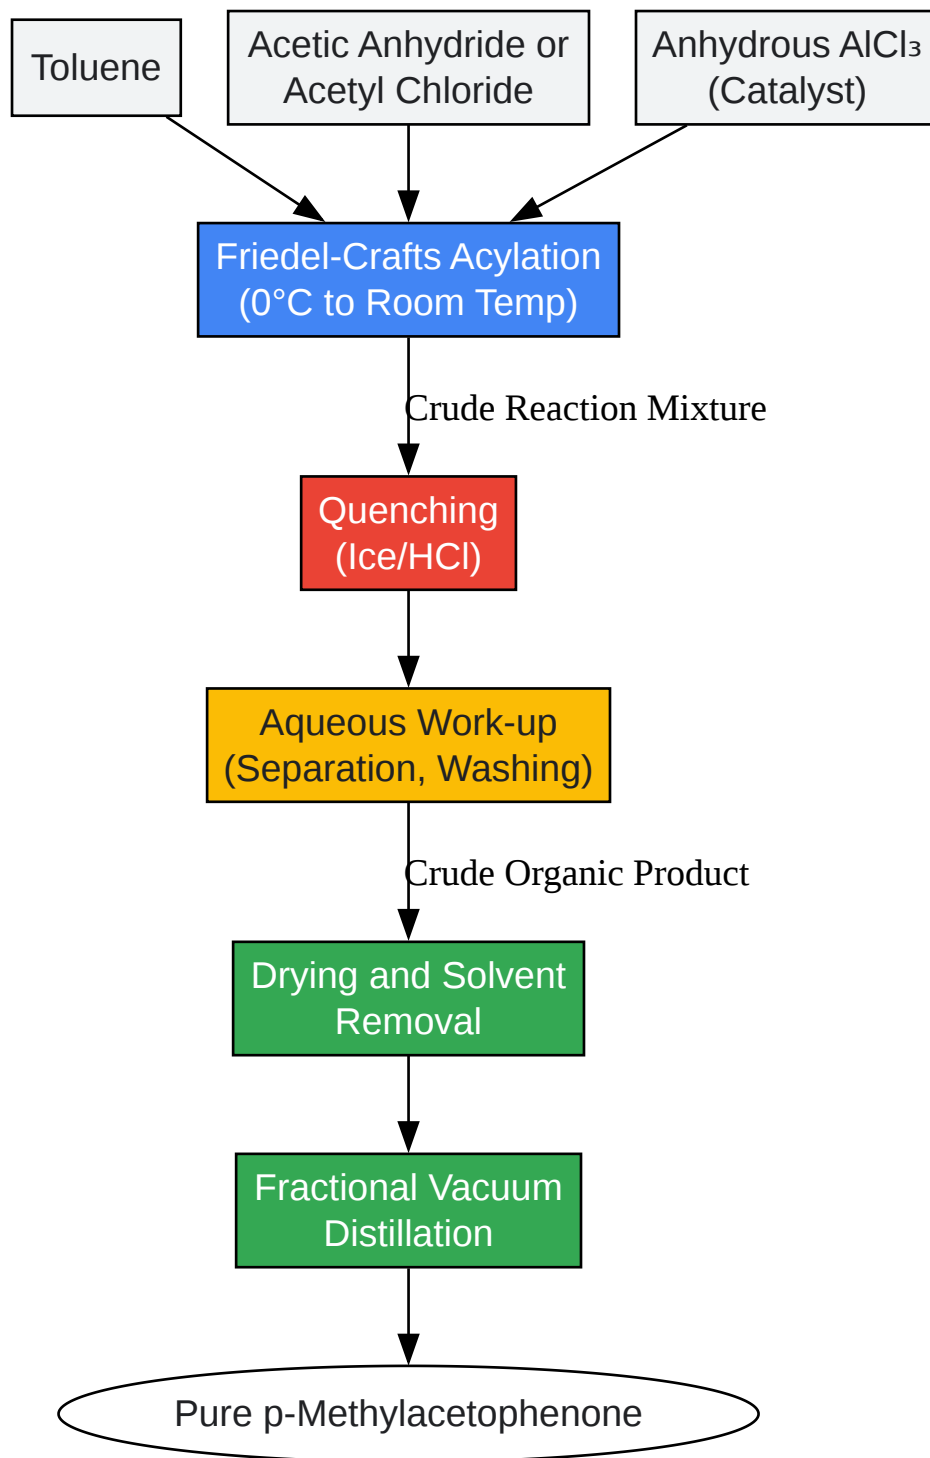 Toluene
Acetic Anhydride or
Acetyl Chloride
Anhydrous AlCl₃
(Catalyst)
Friedel-Crafts Acylation
(0°C to Room Temp)
Crude Reaction Mixture
Quenching
(Ice/HCl)
Aqueous Work-up
(Separation, Washing)
Crude Organic Product
Drying and Solvent
Removal
Fractional Vacuum
Distillation
Pure p-Methylacetophenone